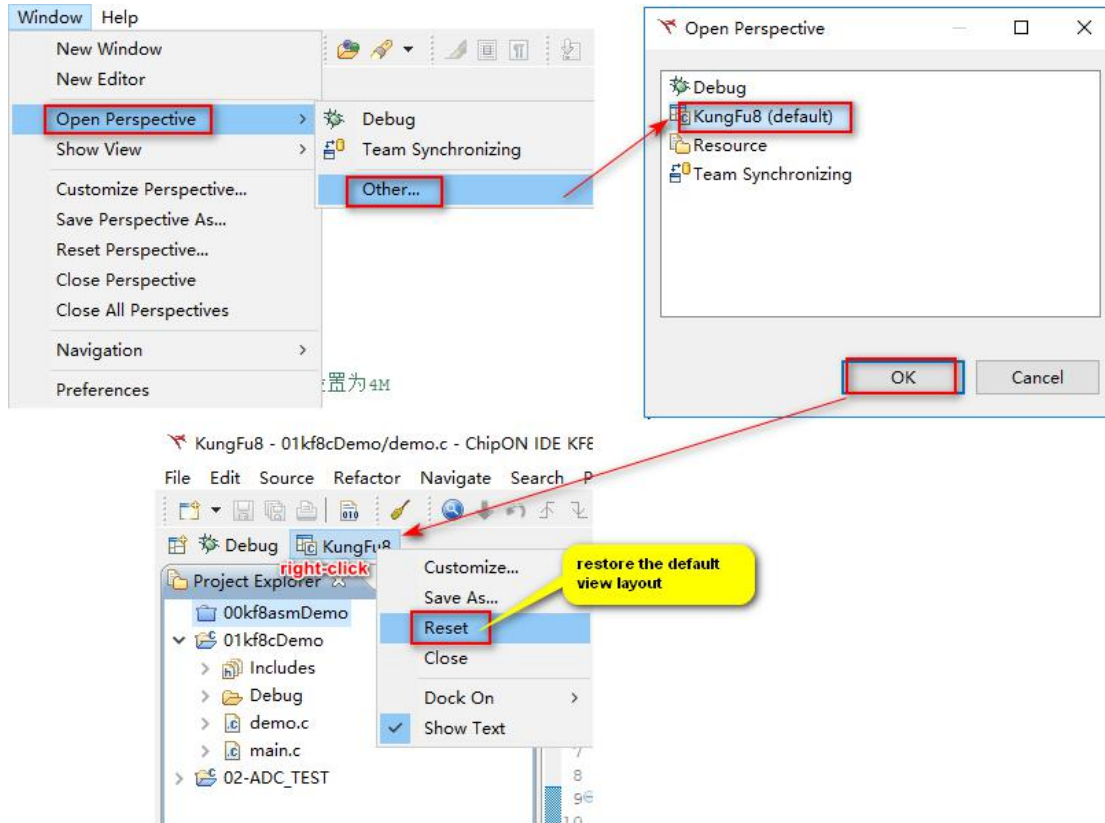 Window Help
New Window
New Editor
Open Perspective
Show View
Customize Perspective...
Save Perspective As...
Reset Perspective...
Close Perspective
Close All Perspectives
Navigation
Preferences
Debug
Team Synchronizing
Other...
置为4M
Open Perspective
Debug
KungFu8 (default)
Resource
Team Synchronizing
OK Cancel
KungFu8 - 01kf8cDemo/demo.c - ChipON IDE KF8
File Edit Source Refactor Navigate Search P
010
Debug KungFu8
right-click
Project Explorer
00kf8asmDemo
01kf8cDemo
Includes
Debug
demo.c
main.c
02-ADC_TEST
Customize...
Save As...
Reset
Close
Dock On
Show Text
restore the default
view layout
7
8
9
10